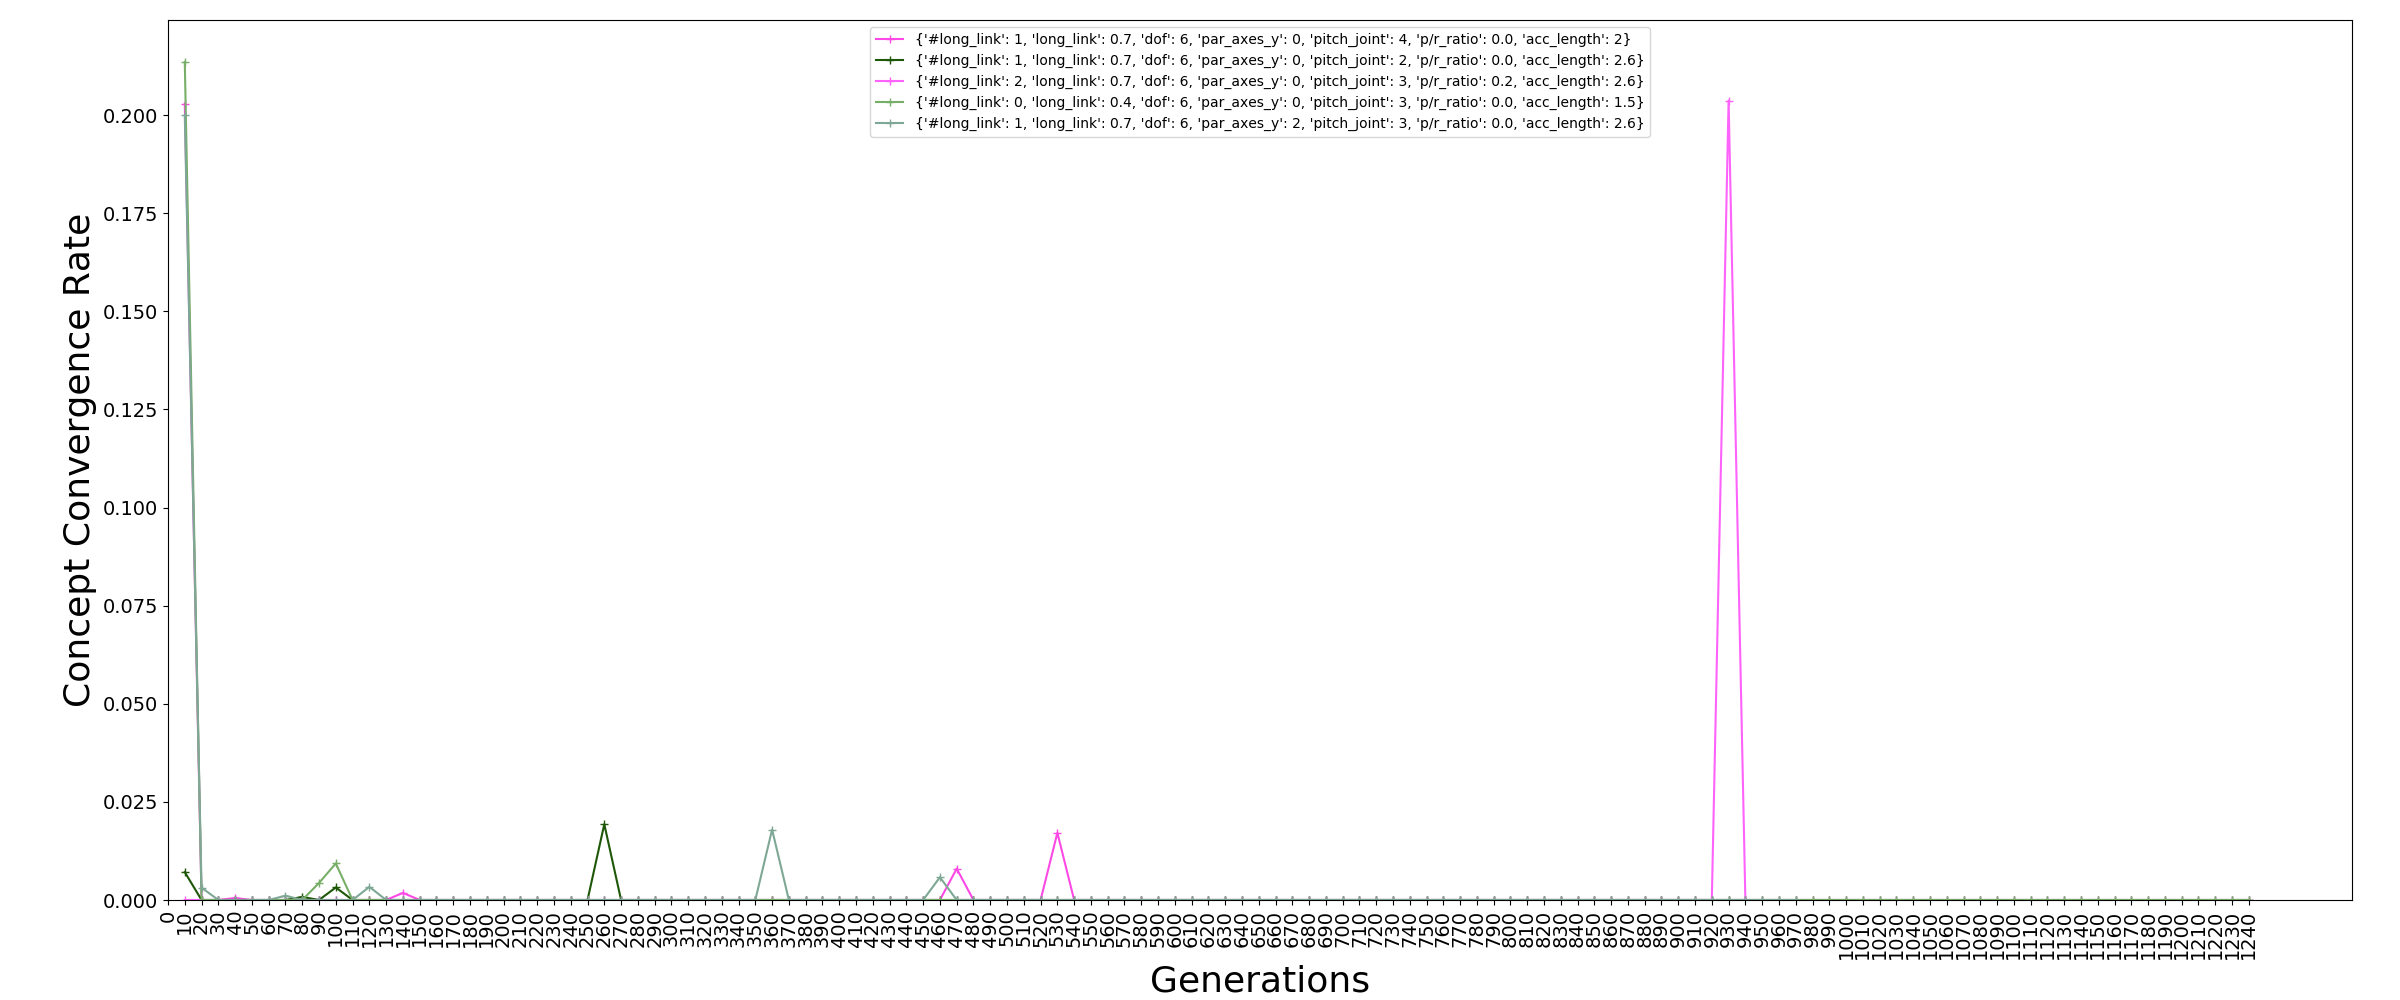 {'#long_link': 1, 'long_link': 0.7, 'dof': 6, 'par_axes_y': 0, 'pitch_joint': 4, 'p/r_ratio': 0.0, 'acc_length': 2}
{'#long_link': 1, 'long_link': 0.7, 'dof': 6, 'par_axes_y': 0, 'pitch_joint': 2, 'p/r_ratio': 0.0, 'acc_length': 2.6}
{'#long_link': 2, 'long_link': 0.7, 'dof': 6, 'par_axes_y': 0, 'pitch_joint': 3, 'p/r_ratio': 0.2, 'acc_length': 2.6}
{'#long_link': 0, 'long_link': 0.4, 'dof': 6, 'par_axes_y': 0, 'pitch_joint': 3, 'p/r_ratio': 0.0, 'acc_length': 1.5}
{'#long_link': 1, 'long_link': 0.7, 'dof': 6, 'par_axes_y': 2, 'pitch_joint': 3, 'p/r_ratio': 0.0, 'acc_length': 2.6}
Concept Convergence Rate
0.200
0.175
0.150
0.125
0.100
0.075
0.050
0.025
0.000
0 10 20 30 40 50 60 70 80 90 100 110 120 130 140 150 160 170 180 190 200 210 220 230 240 250 260 270 280 290 300 310 320 330 340 350 360 370 380 390 400 410 420 430 440 450 460 470 480 490 500 510 520 530 540 550 560 570 580 590 600 610 620 630 640 650 660 670 680 690 700 710 720 730 740 750 760 770 780 790 800 810 820 830 840 850 860 870 880 890 900 910 920 930 940 950 960 970 980 990 1000 1010 1020 1030 1040 1050 1060 1070 1080 1090 1100 1110 1120 1130 1140 1150 1160 1170 1180 1190 1200 1210 1220 1230 1240
Generations